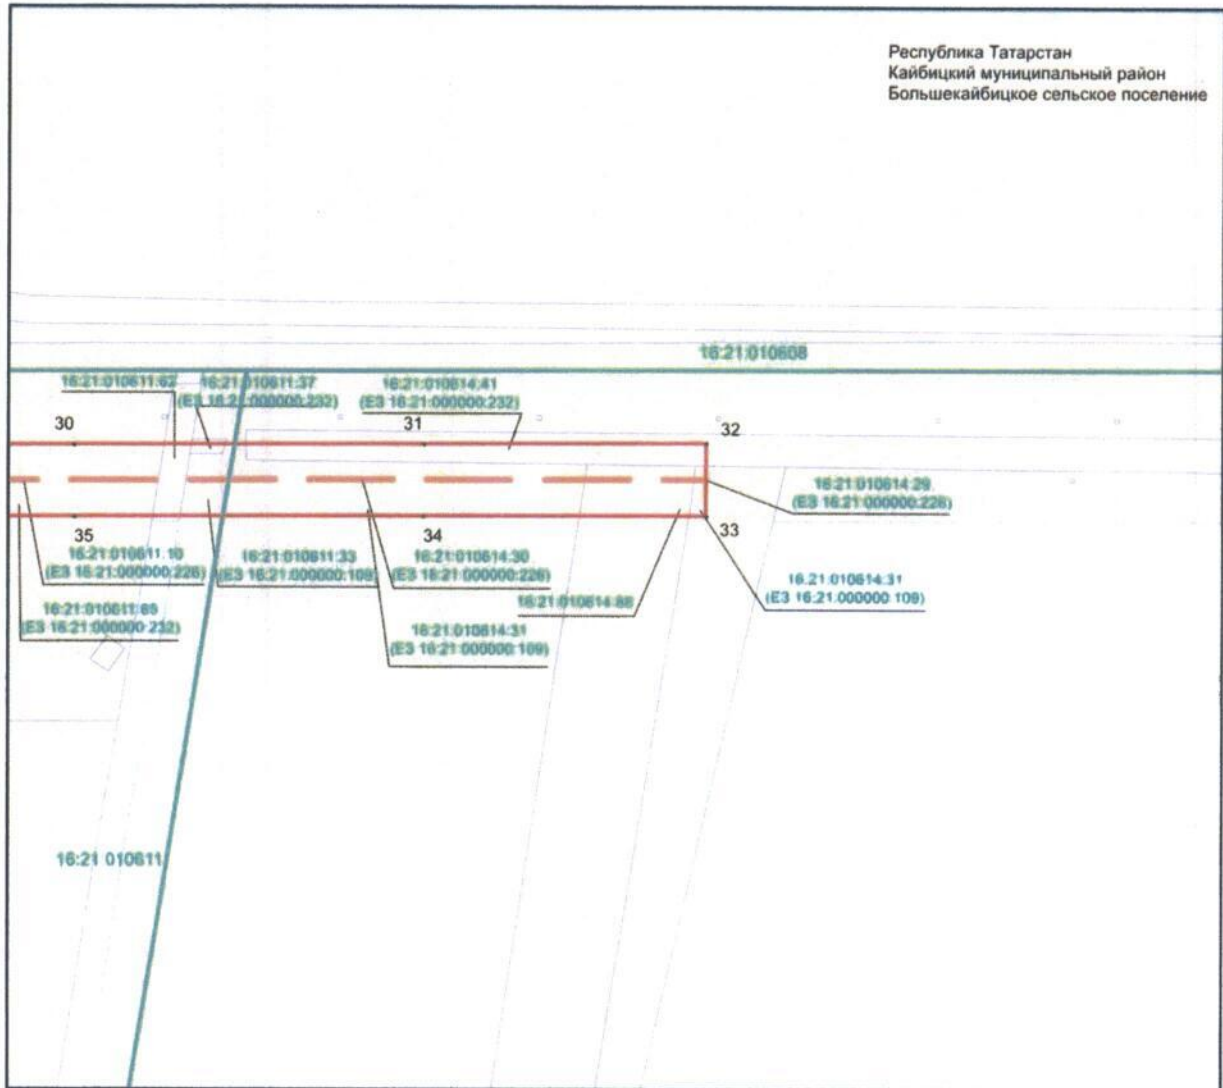 Республика Татарстан
Кайбицкий муниципальный район
Большекайбицкое сельское поселение
16:21:010608
16:21:010611:62
16:21:010611:37
(ЕЗ 16:21:000000:232)
16:21:010614:41
(ЕЗ 16:21:000000:232)
30
31
32
16:21:010614:29
(ЕЗ 16:21:000000:226)
35
34
33
16:21:010611:10
(ЕЗ 16:21:000000:226)
16:21:010611:33
(ЕЗ 16:21:000000:109)
16:21:010614:30
(ЕЗ 16:21:000000:226)
16:21:010614:31
(ЕЗ 16:21:000000:109)
16:21:010614:88
(ЕЗ 16:21:000000:232)
16:21:010614:31
(ЕЗ 16:21:000000:109)
16:21 010611